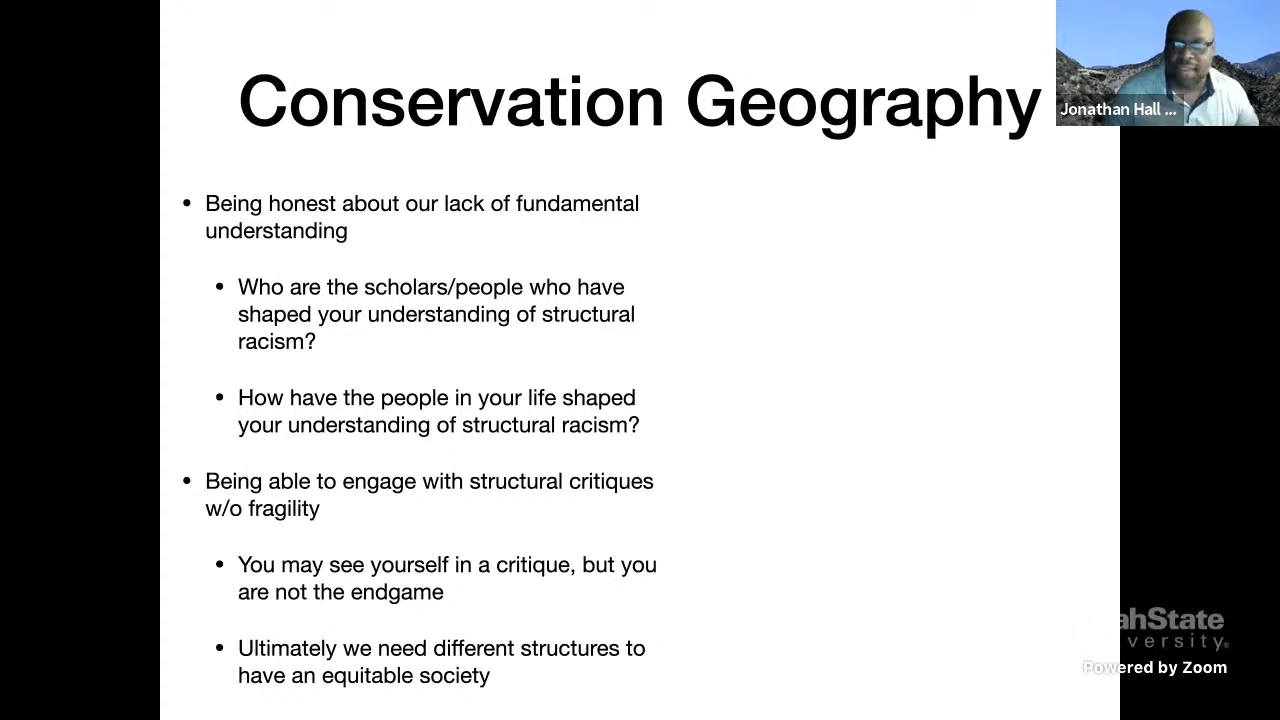 Conservation Geography
Jonathan Hall ...
• Being honest about our lack of fundamental
understanding
• Who are the scholars/people who have
shaped your understanding of structural
racism?
• How have the people in your life shaped
your understanding of structural racism?
• Being able to engage with structural critiques
w/o fragility
• You may see yourself in a critique, but you
are not the endgame
• Ultimately we need different structures to
have an equitable society
ahState
versity
Powered by Zoom